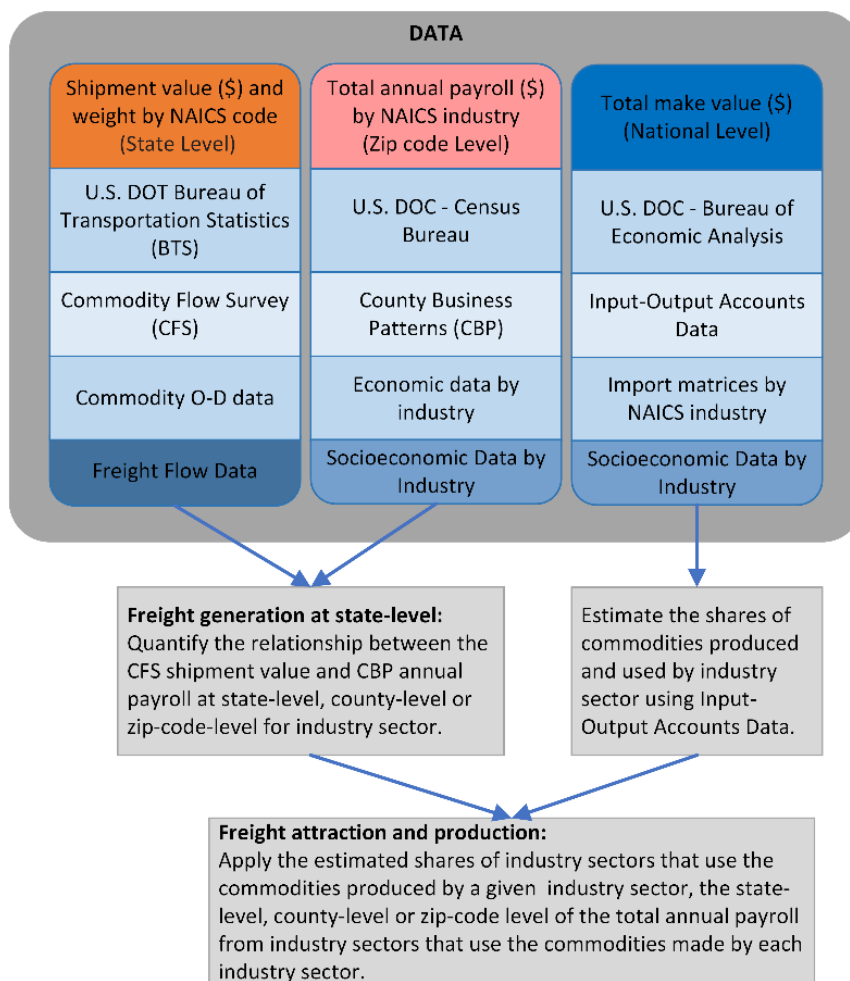 DATA
Shipment value ($) and
weight by NAICS code
(State Level)
U.S. DOT Bureau of
Transportation Statistics
(BTS)
Commodity Flow Survey
(CFS)
Commodity O-D data
Freight Flow Data
Total annual payroll ($)
by NAICS industry
(Zip code Level)
U.S. DOC - Census
Bureau
County Business
Patterns (CBP)
Economic data by
industry
Socioeconomic Data by
Industry
Total make value ($)
(National Level)
U.S. DOC - Bureau of
Economic Analysis
Input-Output Accounts
Data
Import matrices by
NAICS industry
Socioeconomic Data by
Industry
Freight generation at state-level:
Quantify the relationship between the
CFS shipment value and CBP annual
payroll at state-level, county-level or
zip-code-level for industry sector.
Estimate the shares of
commodities produced
and used by industry
sector using Input-
Output Accounts Data.
Freight attraction and production:
Apply the estimated shares of industry sectors that use the
commodities produced by a given industry sector, the state-
level, county-level or zip-code level of the total annual payroll
from industry sectors that use the commodities made by each
industry sector.